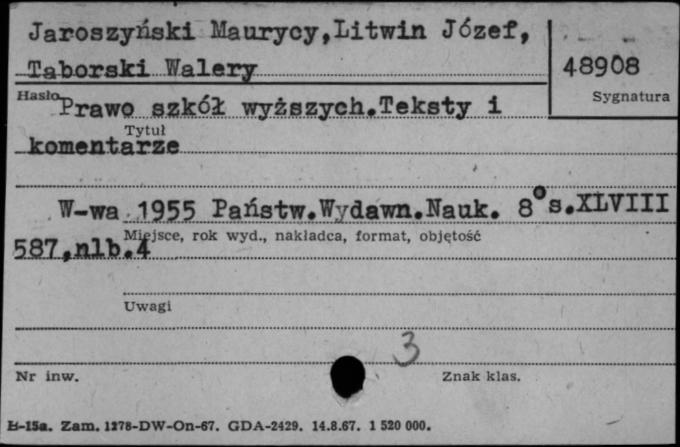 Jaroszyński Maurycy,Litwin Józef,
Taborski Walery
48908
Hasło
Sygnatura
Prawo szkół wyższych.Teksty i
Tytuł
komentarze
W-wa 1955 Państw.Wydawn.Nauk. 8° s.XLVIII
Miejsce, rok wyd., nakładca, format, objętość
587,nlb.4
Uwagi
3
Nr inw.
Znak klas.
B-15a. Zam. 1278-DW-On-67. GDA-2429. 14.8.67. 1 520 000.